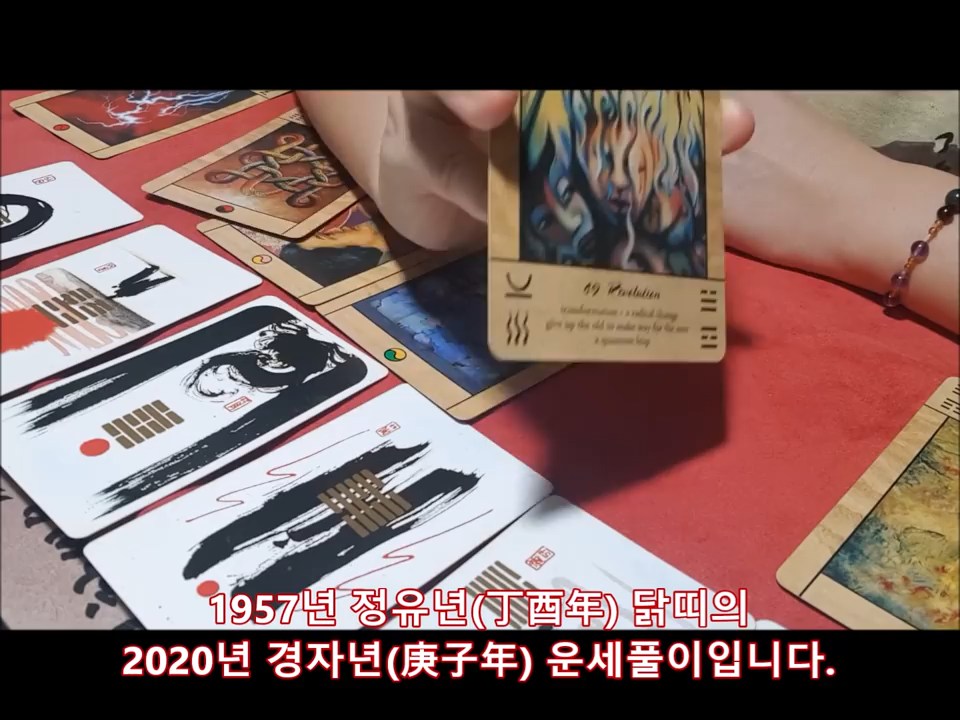 49 Revolution
transformation - a radical change
give up the old to make way for the new
a quantum leap
1957년 정유년(丁酉年) 닭띠의
2020년 경자년(庚子年) 운세풀이입니다.